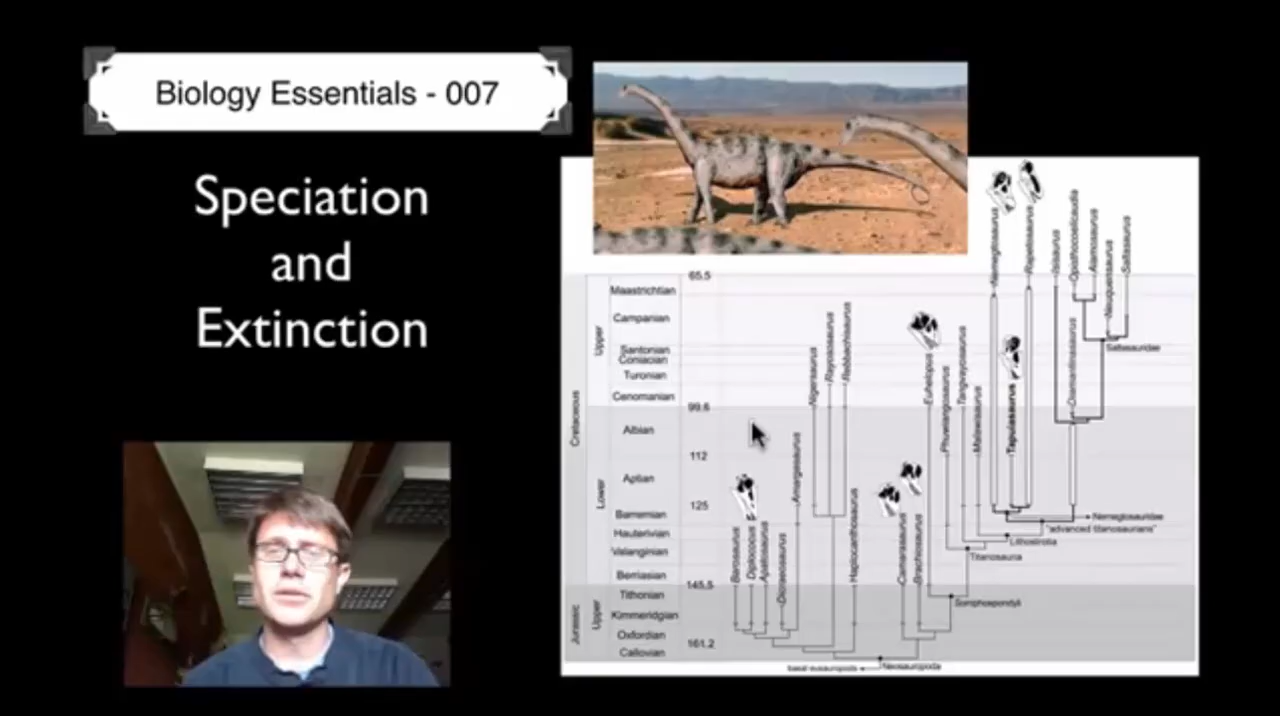 Biology Essentials - 007
Speciation
and
Extinction
65.5
Maastrichtian
Campanian
Santonian
Coniacian
Turonian
Cenomanian
99.6
Albian
112
Aptian
125
Barremian
Hauterivian
Valanginian
Berriasian
145.5
Tithonian
Kimmeridgian
Oxfordian
161.2
Callovian
Upper
Lower
Cretaceous
Upper
Jurassic
Barosaurus
Diplodocus
Apatosaurus
Dicraeosaurus
Amargasaurus
Nigersaurus
Rayososaurus
Rebbachisaurus
Haplocanthosaurus
Camarasaurus
Brachiosaurus
Euhelopus
Phuwiangosaurus
Tangvayosaurus
Malawisaurus
Nemegtosaurus
Tapuiasaurus
Rapetosaurus
Isisaurus
Diamantinasaurus
Opisthocoelicaudia
Alamosaurus
Neuquensaurus
Saltasaurus
Saltasauridae
Nemegtosauridae
"advanced titanosaurians"
Lithostrotia
Titanosauria
Somphospondyli
Neosauropoda
basal eusauropods